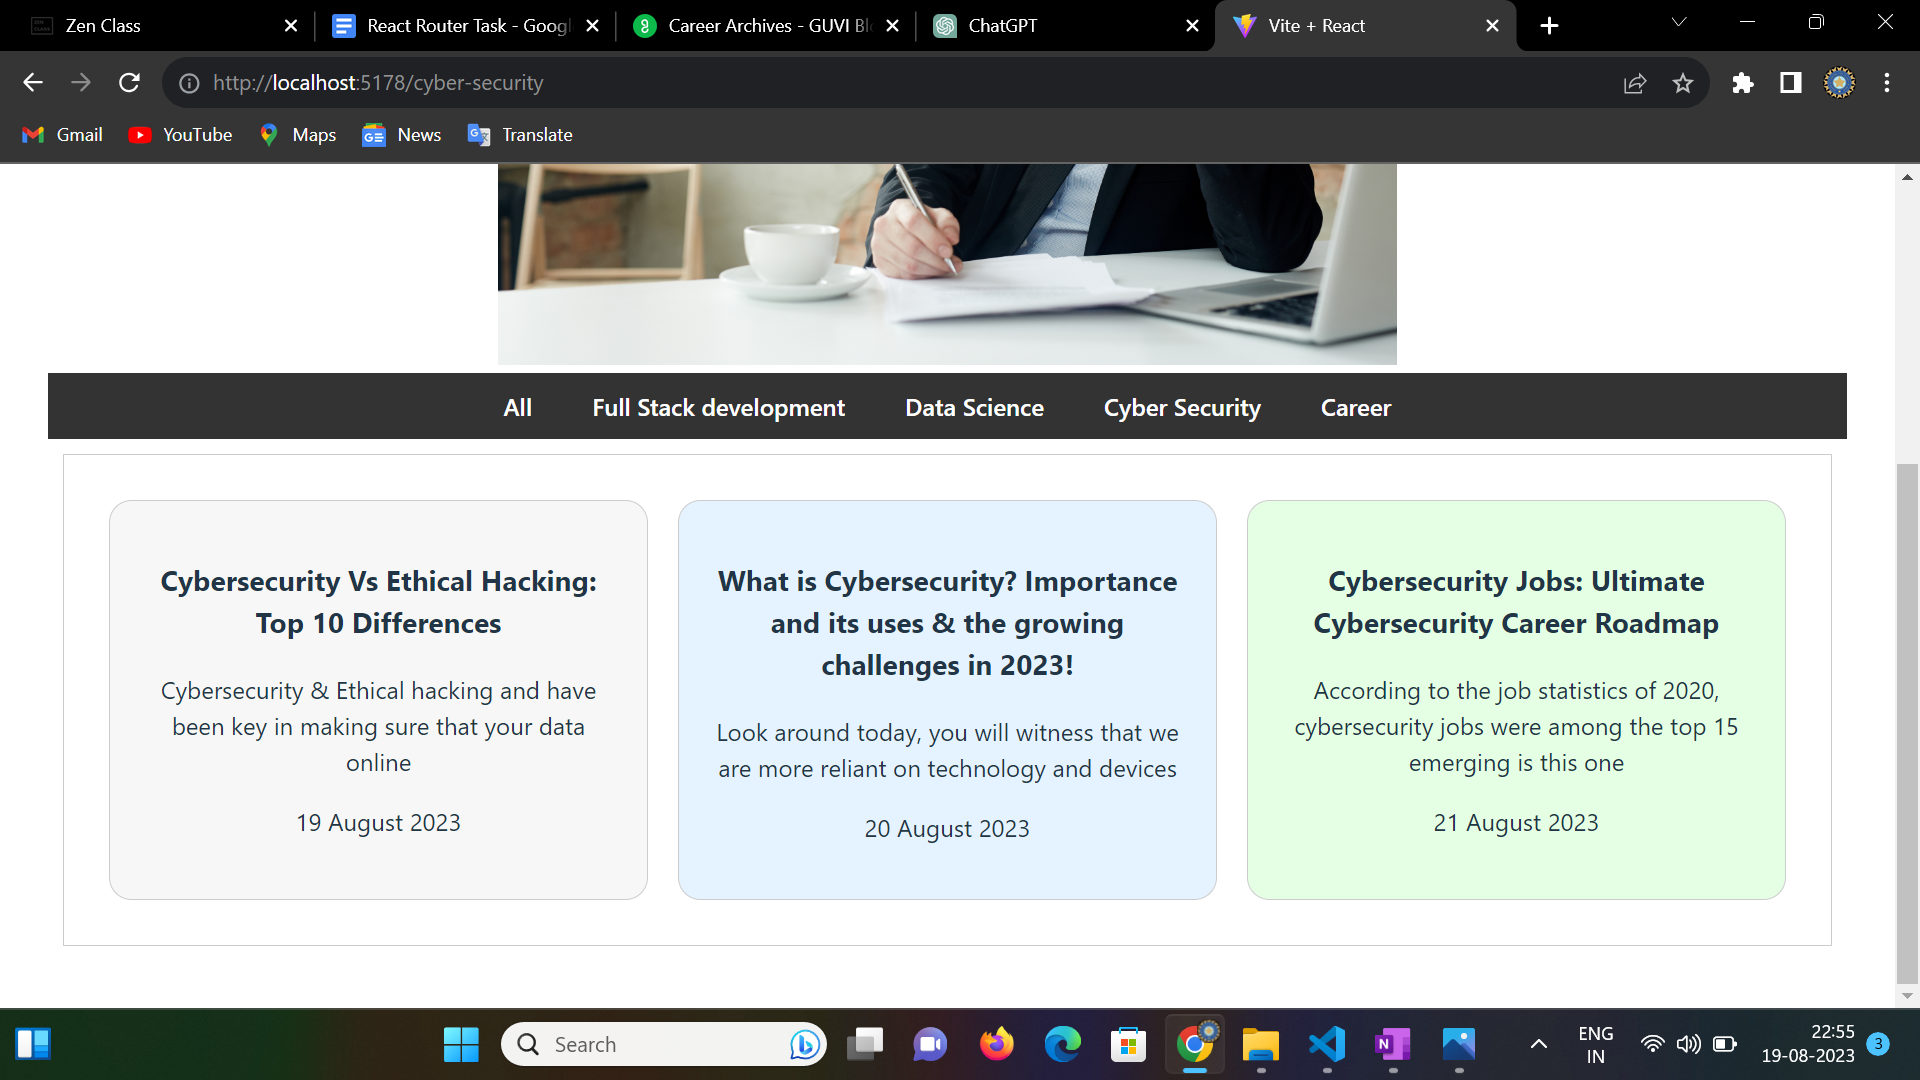 Zen Class
React Router Task - Goog
Career Archives - GUVI Bl
ChatGPT
Vite + React
http://localhost:5178/cyber-security
Gmail
YouTube
Maps
News
Translate
All
Full Stack development
Data Science
Cyber Security
Career
Cybersecurity Vs Ethical Hacking:
Top 10 Differences
Cybersecurity & Ethical hacking and have
been key in making sure that your data
online
19 August 2023
What is Cybersecurity? Importance
and its uses & the growing
challenges in 2023!
Look around today, you will witness that we
are more reliant on technology and devices
20 August 2023
Cybersecurity Jobs: Ultimate
Cybersecurity Career Roadmap
According to the job statistics of 2020,
cybersecurity jobs were among the top 15
emerging is this one
21 August 2023
Search
ENG
IN
22:55
19-08-2023
3